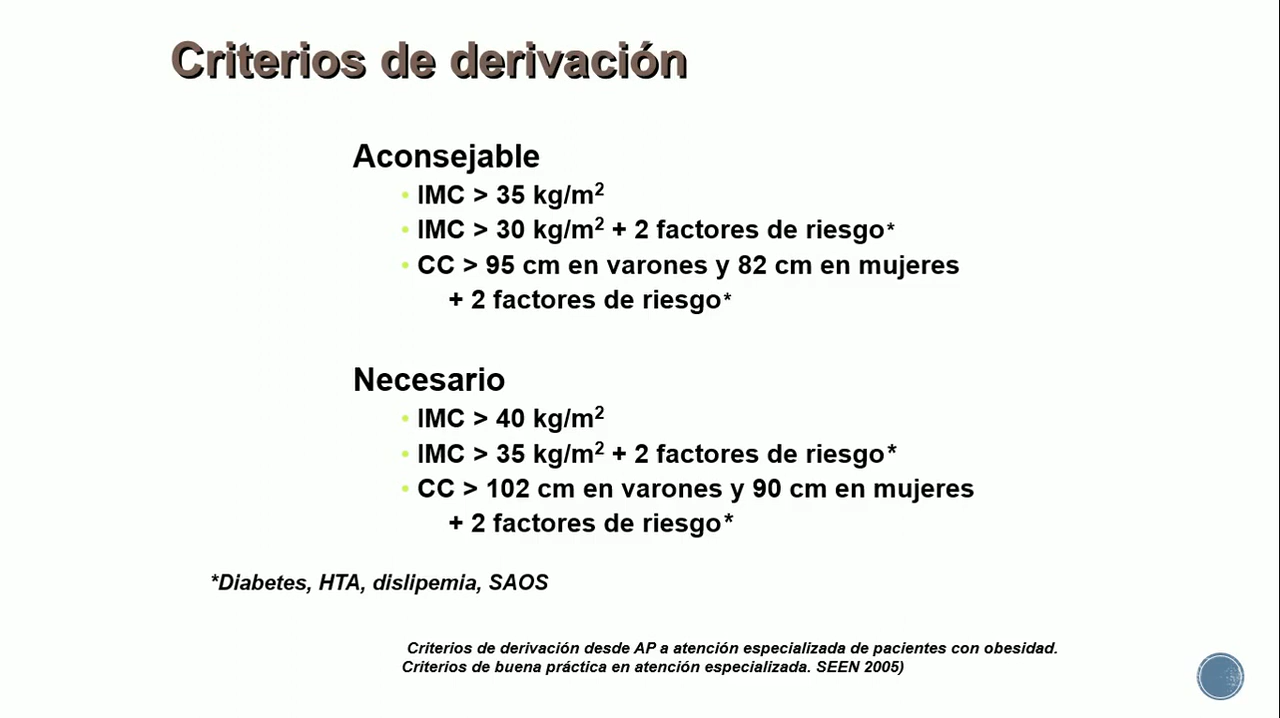 Criterios de derivación
Aconsejable
• IMC > 35 kg/m²
• IMC > 30 kg/m² + 2 factores de riesgo*
• CC > 95 cm en varones y 82 cm en mujeres
+ 2 factores de riesgo*
Necesario
• IMC > 40 kg/m²
• IMC > 35 kg/m² + 2 factores de riesgo*
• CC > 102 cm en varones y 90 cm en mujeres
+ 2 factores de riesgo*
*Diabetes, HTA, dislipemia, SAOS
Criterios de derivación desde AP a atención especializada de pacientes con obesidad.
Criterios de buena práctica en atención especializada. SEEN 2005)